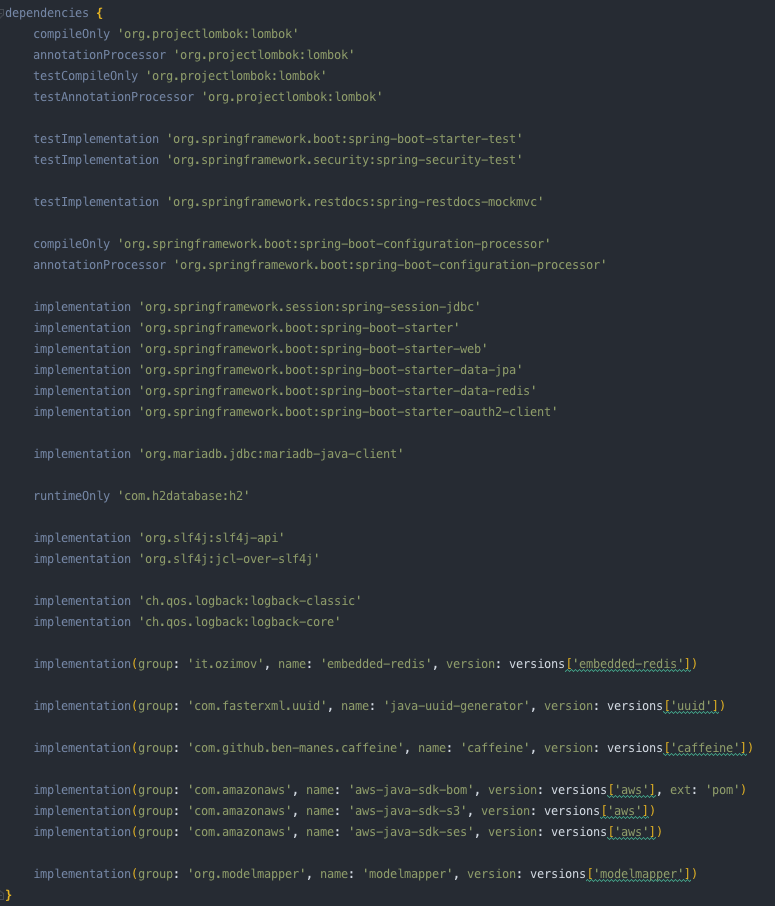 dependencies {
compileOnly 'org.projectlombok:lombok'
annotationProcessor 'org.projectlombok:lombok'
testCompileOnly 'org.projectlombok:lombok'
testAnnotationProcessor 'org.projectlombok:lombok'
testImplementation 'org.springframework.boot:spring-boot-starter-test'
testImplementation 'org.springframework.security:spring-security-test'
testImplementation 'org.springframework.restdocs:spring-restdocs-mockmvc'
compileOnly 'org.springframework.boot:spring-boot-configuration-processor'
annotationProcessor 'org.springframework.boot:spring-boot-configuration-processor'
implementation 'org.springframework.session:spring-session-jdbc'
implementation 'org.springframework.boot:spring-boot-starter'
implementation 'org.springframework.boot:spring-boot-starter-web'
implementation 'org.springframework.boot:spring-boot-starter-data-jpa'
implementation 'org.springframework.boot:spring-boot-starter-data-redis'
implementation 'org.springframework.boot:spring-boot-starter-oauth2-client'
implementation 'org.mariadb.jdbc:mariadb-java-client'
runtimeOnly 'com.h2database:h2'
implementation 'org.slf4j:slf4j-api'
implementation 'org.slf4j:jcl-over-slf4j'
implementation 'ch.qos.logback:logback-classic'
implementation 'ch.qos.logback:logback-core'
implementation(group: 'it.ozimov', name: 'embedded-redis', version: versions['embedded-redis'])
implementation(group: 'com.fasterxml.uuid', name: 'java-uuid-generator', version: versions['uuid'])
implementation(group: 'com.github.ben-manes.caffeine', name: 'caffeine', version: versions['caffeine'])
implementation(group: 'com.amazonaws', name: 'aws-java-sdk-bom', version: versions['aws'], ext: 'pom')
implementation(group: 'com.amazonaws', name: 'aws-java-sdk-s3', version: versions['aws'])
implementation(group: 'com.amazonaws', name: 'aws-java-sdk-ses', version: versions['aws'])
implementation(group: 'org.modelmapper', name: 'modelmapper', version: versions['modelmapper'])
}